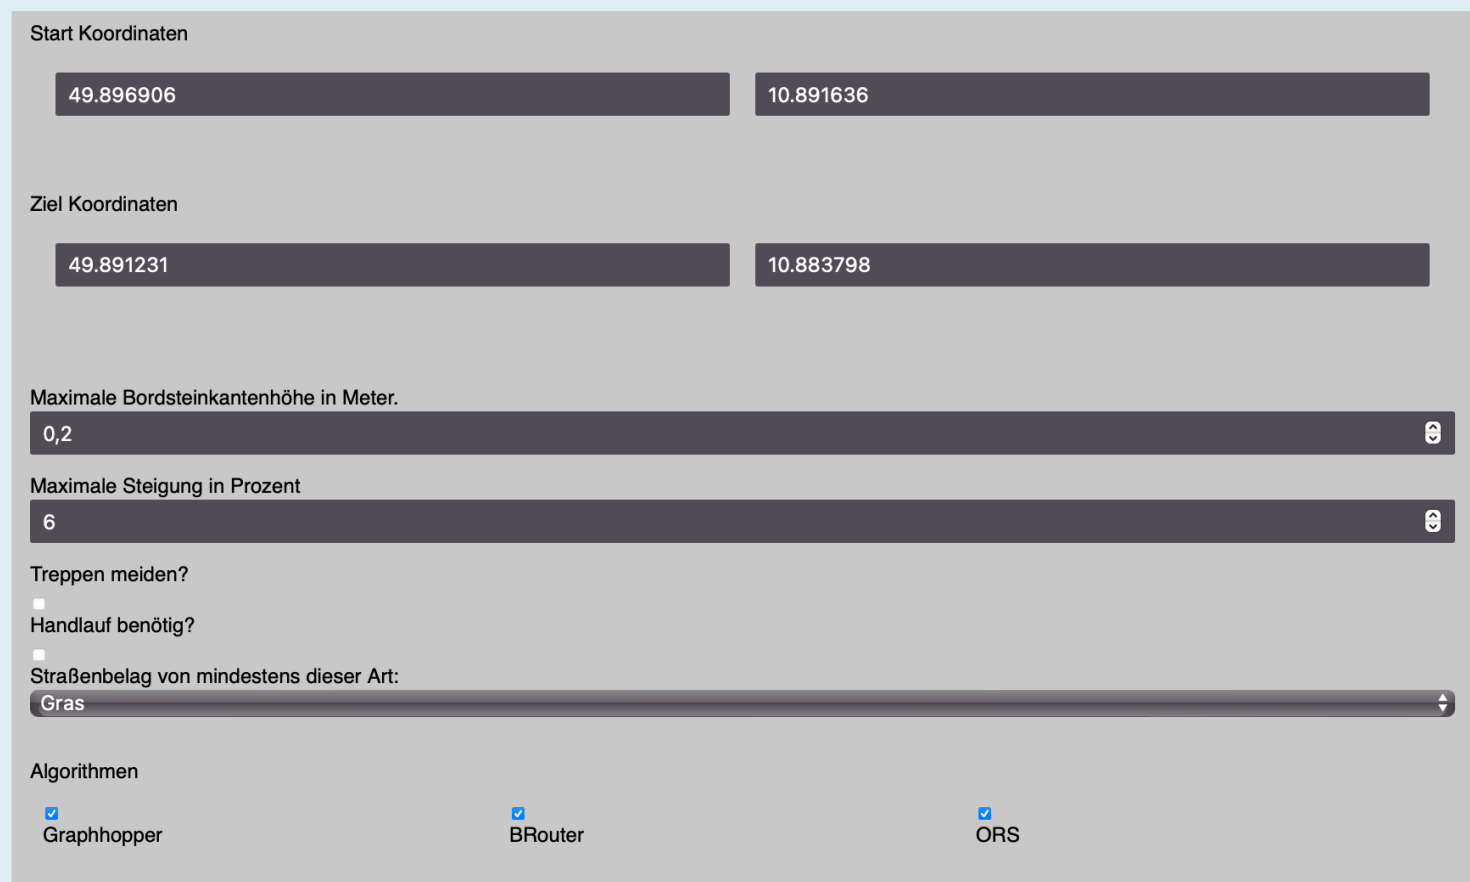 Start Koordinaten
49.896906 10.891636
Ziel Koordinaten
49.891231 10.883798
Maximale Bordsteinkantenhöhe in Meter.
0,2
Maximale Steigung in Prozent
6
Treppen meiden?
Handlauf benötig?
Straßenbelag von mindestens dieser Art:
Gras
Algorithmen
Graphhopper BRouter ORS